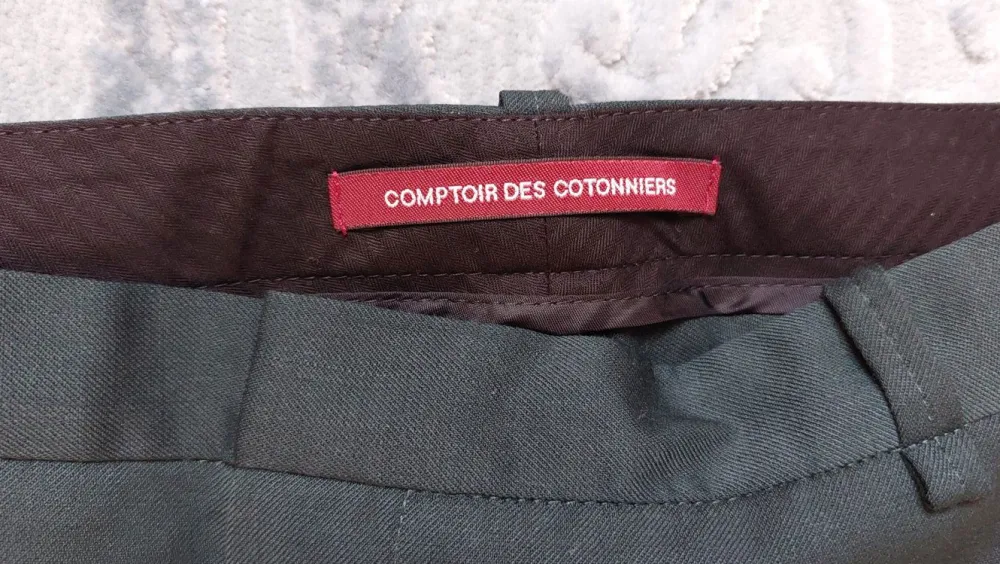 COMPTOIR DES COTONNIERS